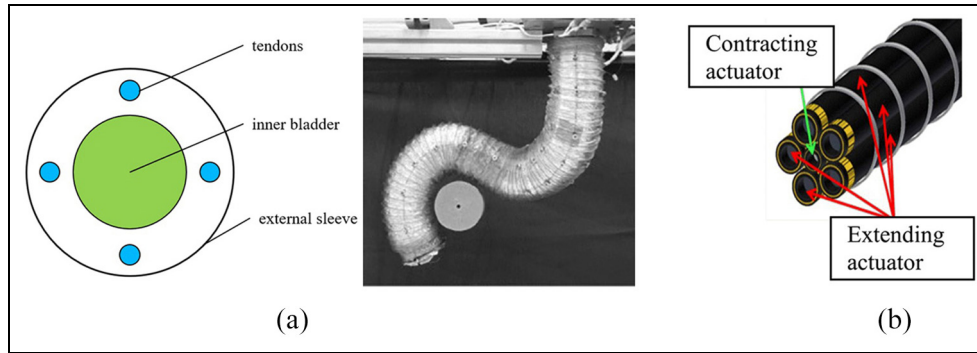 tendons
inner bladder
external sleeve
(a)
Contracting
actuator
Extending
actuator
(b)